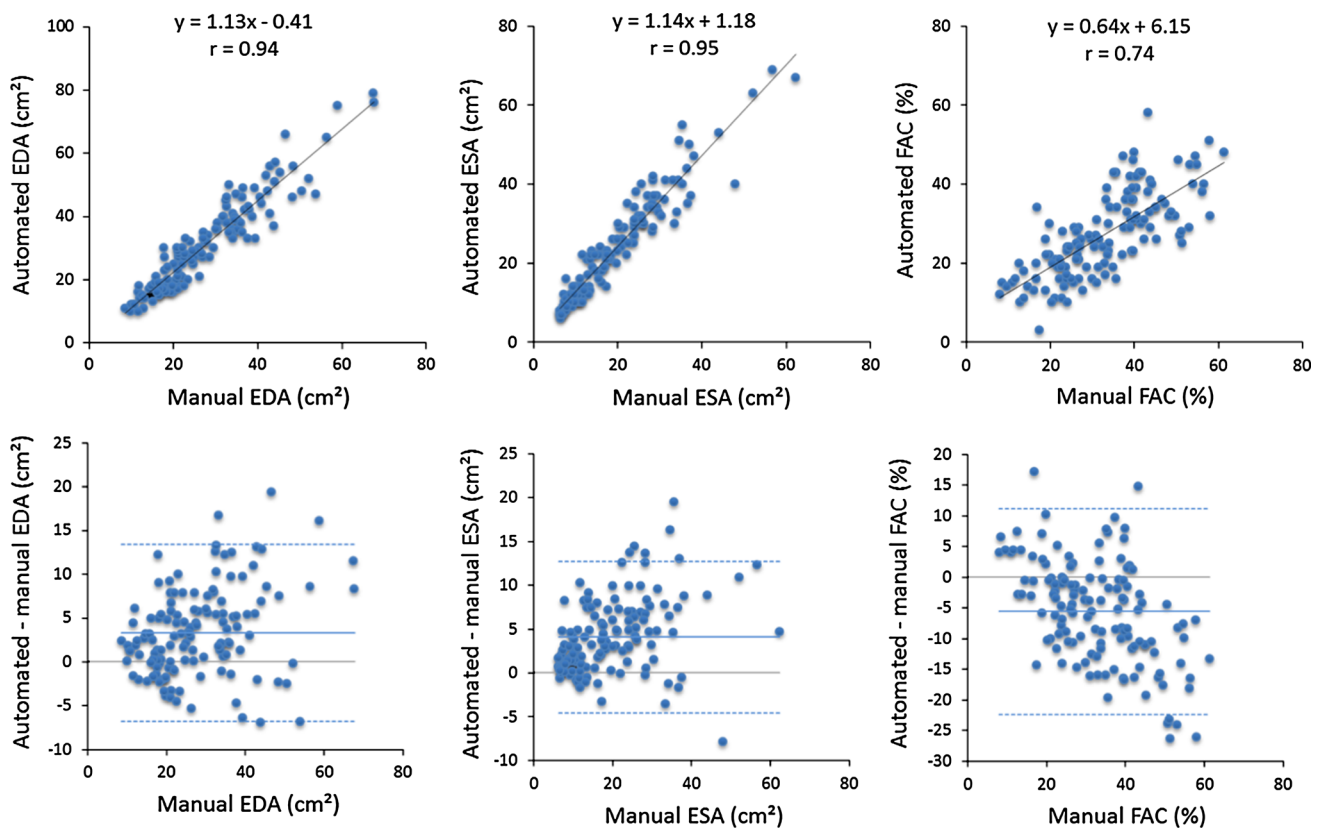 y = 1.13x - 0.41
r = 0.94
Automated EDA (cm²)
100
80
60
40
20
0
0 20 40 60 80
Manual EDA (cm²)
y = 1.14x + 1.18
r = 0.95
Automated ESA (cm²)
80
60
40
20
0
0 20 40 60 80
Manual ESA (cm²)
y = 0.64x + 6.15
r = 0.74
Automated FAC (%)
80
60
40
20
0
0 20 40 60 80
Manual FAC (%)
Automated - manual EDA (cm²)
25
20
15
10
5
0
-5
-10
0 20 40 60 80
Manual EDA (cm²)
Automated - manual ESA (cm²)
25
20
15
10
5
0
-5
-10
0 20 40 60 80
Manual ESA (cm²)
Automated - manual FAC (%)
20
15
10
5
0
-5
-10
-15
-20
-25
-30
0 20 40 60 80
Manual FAC (%)